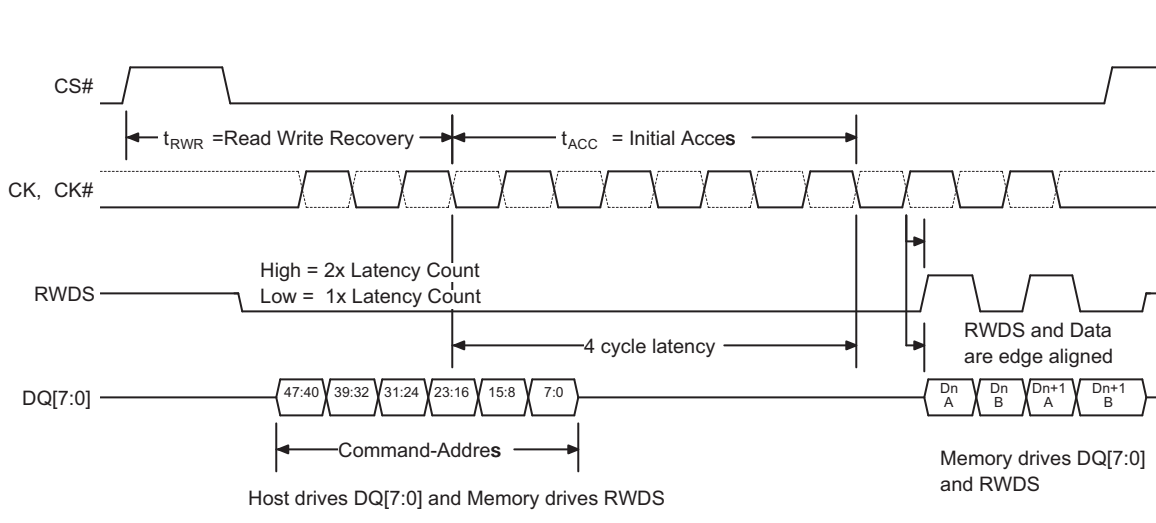 CS#
tRWR =Read Write Recovery
tACC = Initial Acces
CK, CK#
High = 2x Latency Count
Low = 1x Latency Count
RWDS
RWDS and Data
are edge aligned
4 cycle latency
DQ[7:0]
47:40 39:32 31:24 23:16 15:8 7:0
Dn A Dn B Dn+1 A Dn+1 B
Command-Addres
Memory drives DQ[7:0]
and RWDS
Host drives DQ[7:0] and Memory drives RWDS